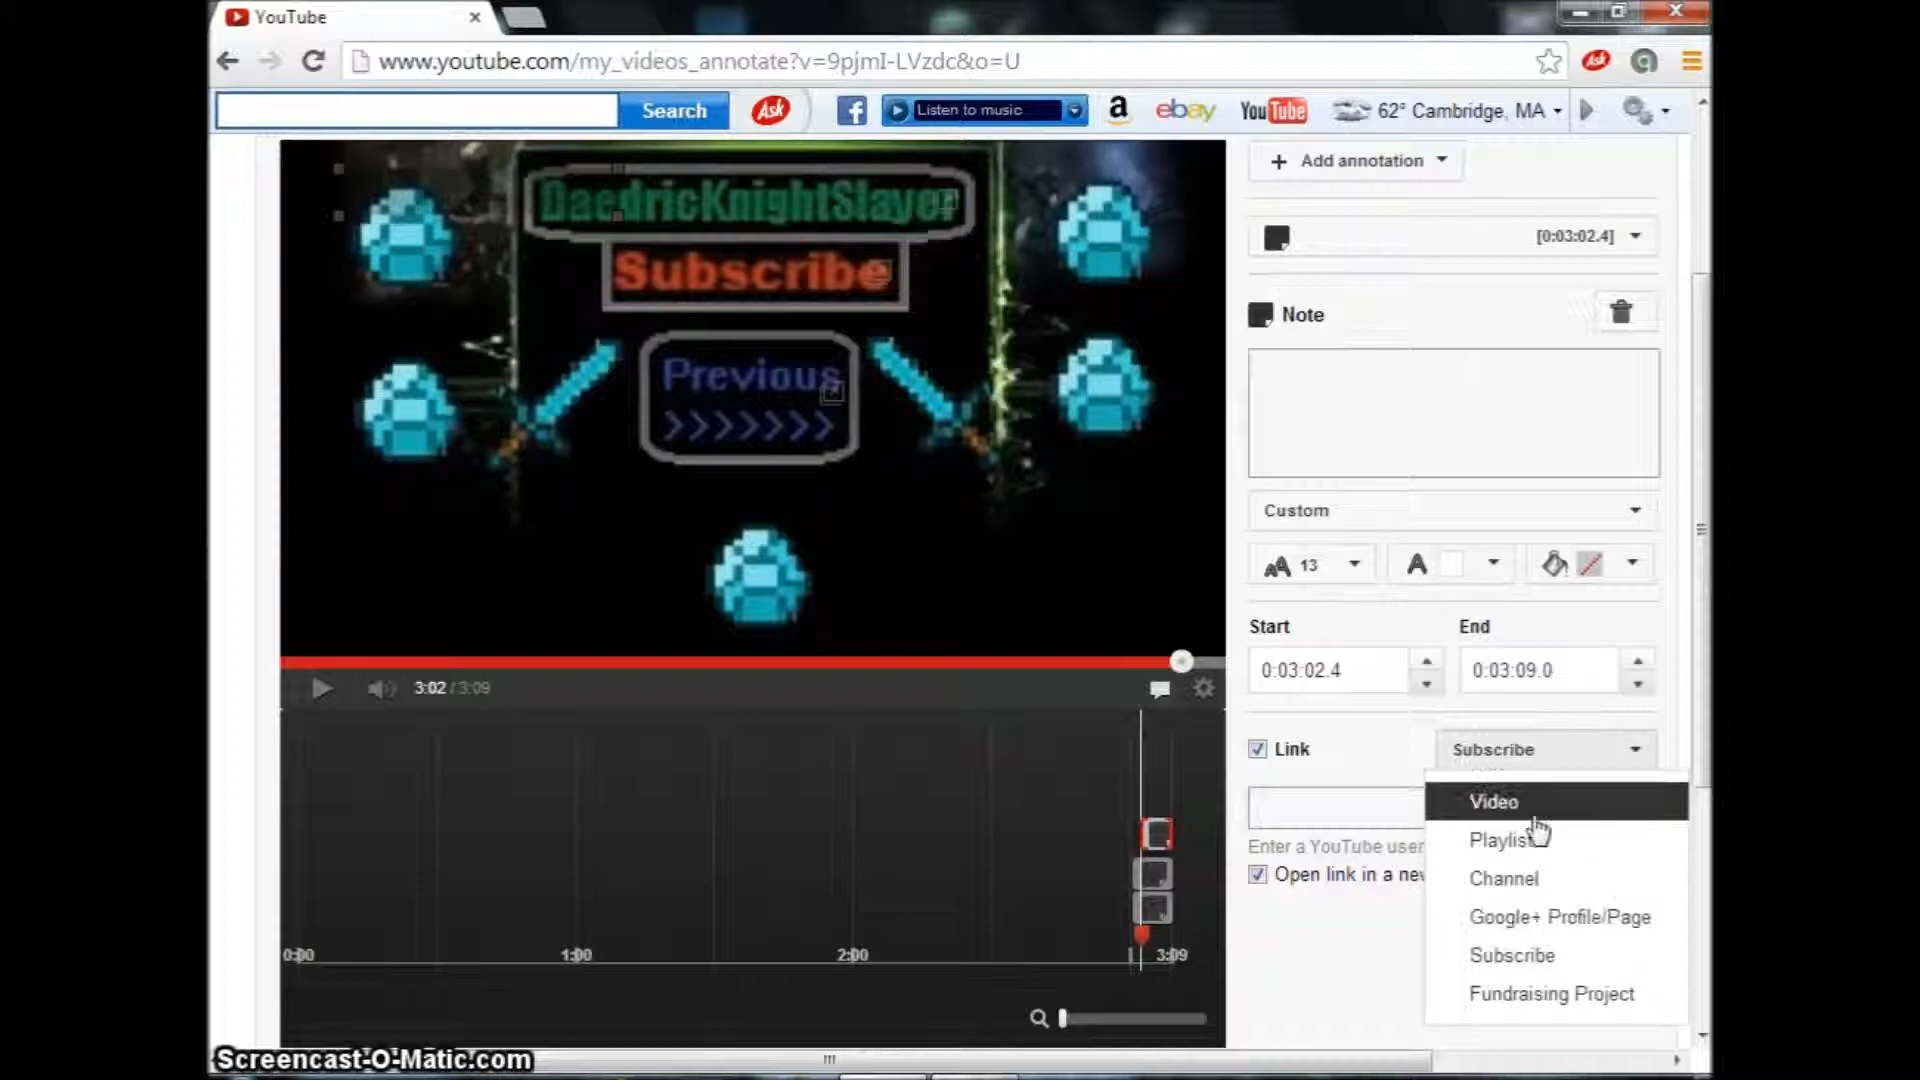 YouTube
www.youtube.com/my_videos_annotate?v=9pjmI-LVzdc&o=U
Ask
Search
Ask
Listen to music
a
ebay
YouTube
62° Cambridge, MA
DaedricKnightSlayer
Subscribe
Previous
>>>>>>>
3:02 / 3:09
0:00
1:00
2:00
3:09
+ Add annotation
[0:03:02.4]
Note
Custom
AA 13
A
Start
End
0:03:02.4
0:03:09.0
Link
Subscribe
Video
Playlist
Channel
Google+ Profile/Page
Subscribe
Fundraising Project
Enter a YouTube user
Open link in a new
Screencast-O-Matic.com